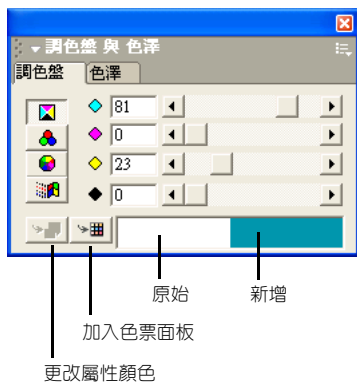 調色盤 與 色澤
調色盤 色澤
81
0
23
0
原始 新增
加入色票面板
更改屬性顏色